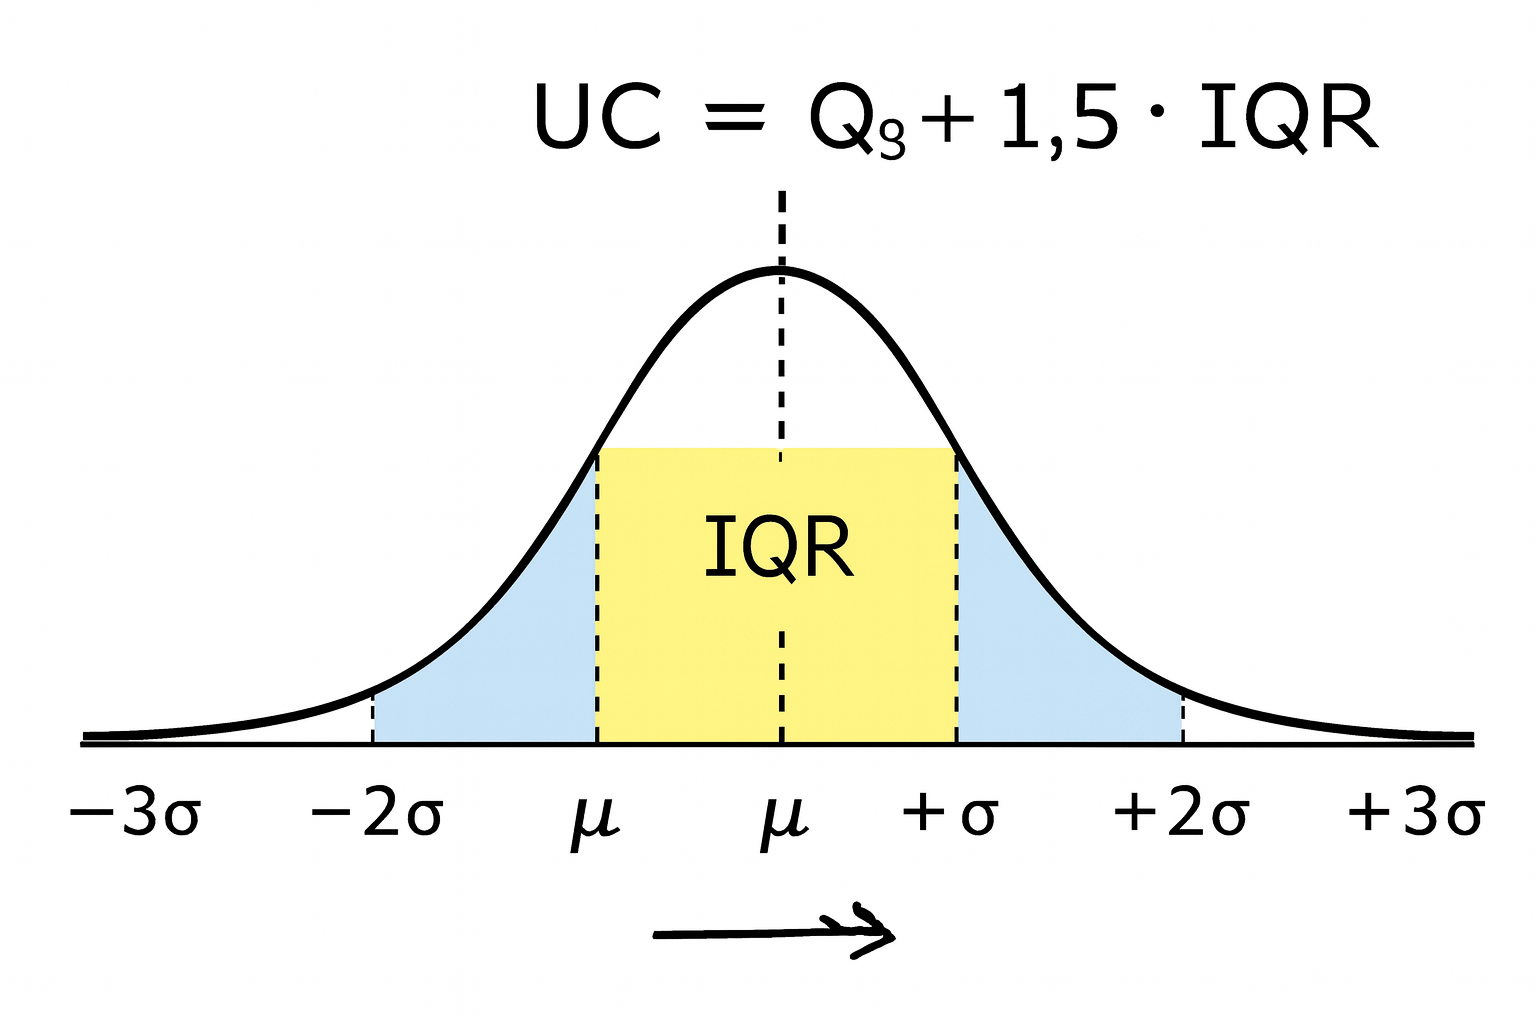 UC = Q₃ + 1,5 · IQR
IQR
−3σ −2σ μ μ +σ +2σ +3σ